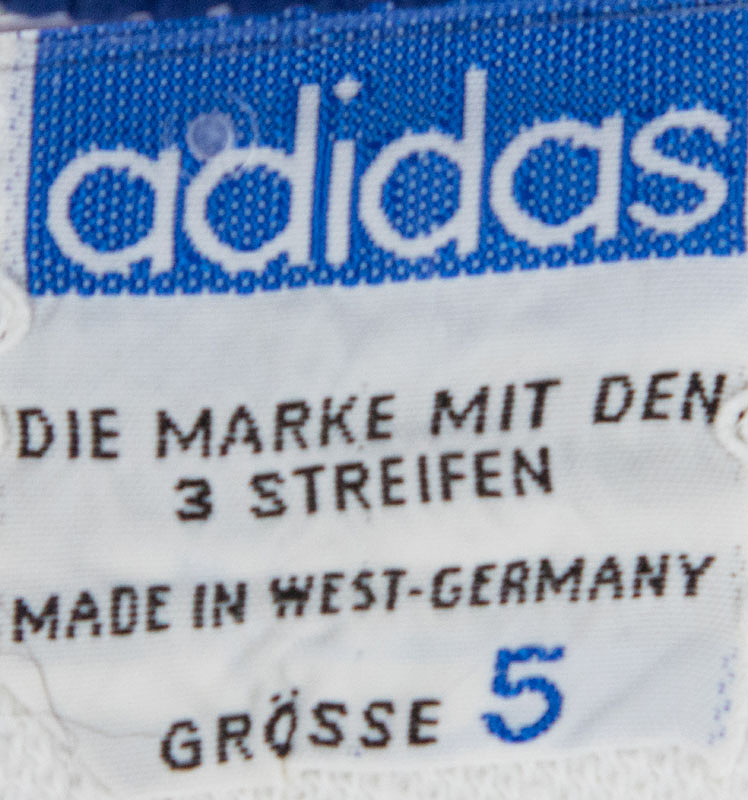 adidas
DIE MARKE MIT DEN
3 STREIFEN
MADE IN WEST-GERMANY
GRÖSSE 5